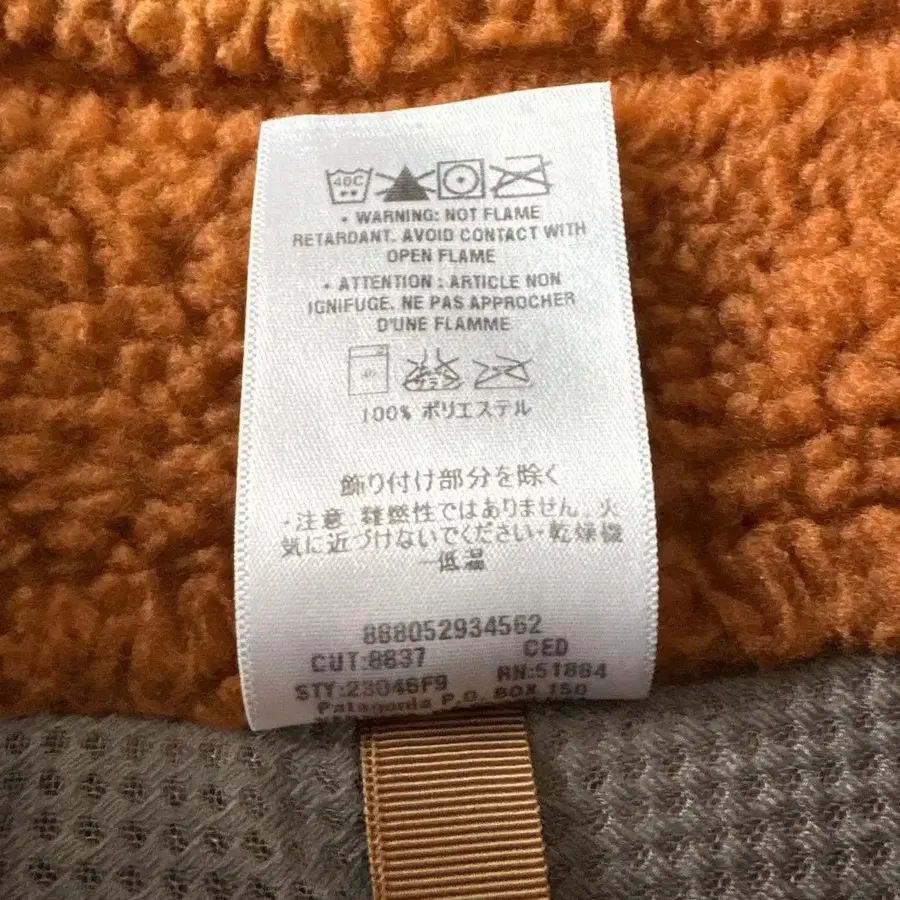 40C
• WARNING: NOT FLAME
RETARDANT. AVOID CONTACT WITH
OPEN FLAME
• ATTENTION : ARTICLE NON
IGNIFUGE. NE PAS APPROCHER
D'UNE FLAMME
100% ポリエステル
飾り付け部分を除く
・注意 難燃性ではありません。火
気に近づけないでください・乾燥機
ー低温
888052934562
CUT:8637 CED
STY:23046F9 RN:51884
Patagonia P.O. BOX 150